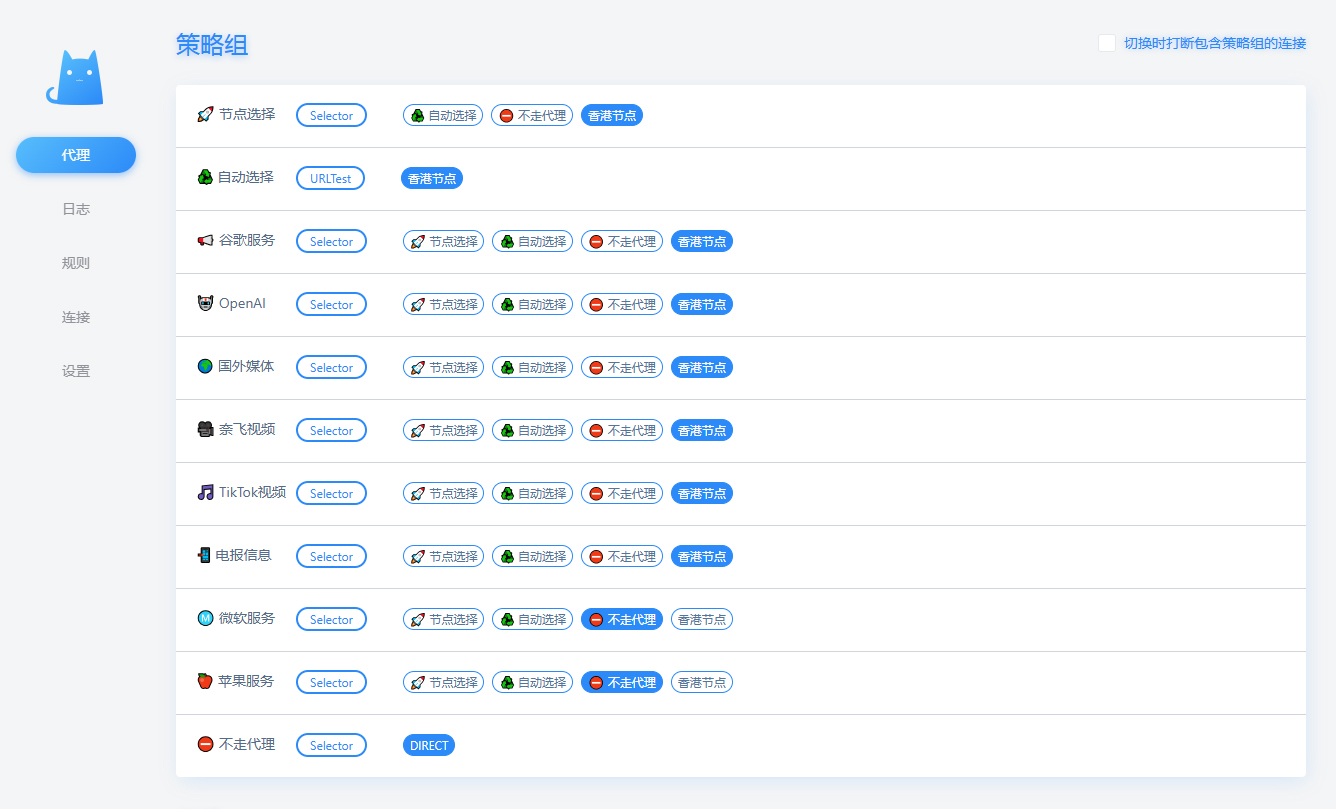 策略组
切换时打断包含策略组的连接
代理
日志
规则
连接
设置
🚀 节点选择 Selector ♻ 自动选择 ⛔ 不走代理 香港节点
♻ 自动选择 URLTest 香港节点
📢 谷歌服务 Selector 🚀 节点选择 ♻ 自动选择 ⛔ 不走代理 香港节点
🤖 OpenAI Selector 🚀 节点选择 ♻ 自动选择 ⛔ 不走代理 香港节点
🌍 国外媒体 Selector 🚀 节点选择 ♻ 自动选择 ⛔ 不走代理 香港节点
🎥 奈飞视频 Selector 🚀 节点选择 ♻ 自动选择 ⛔ 不走代理 香港节点
🎵 TikTok视频 Selector 🚀 节点选择 ♻ 自动选择 ⛔ 不走代理 香港节点
📲 电报信息 Selector 🚀 节点选择 ♻ 自动选择 ⛔ 不走代理 香港节点
Ⓜ 微软服务 Selector 🚀 节点选择 ♻ 自动选择 ⛔ 不走代理 香港节点
🍎 苹果服务 Selector 🚀 节点选择 ♻ 自动选择 ⛔ 不走代理 香港节点
⛔ 不走代理 Selector DIRECT